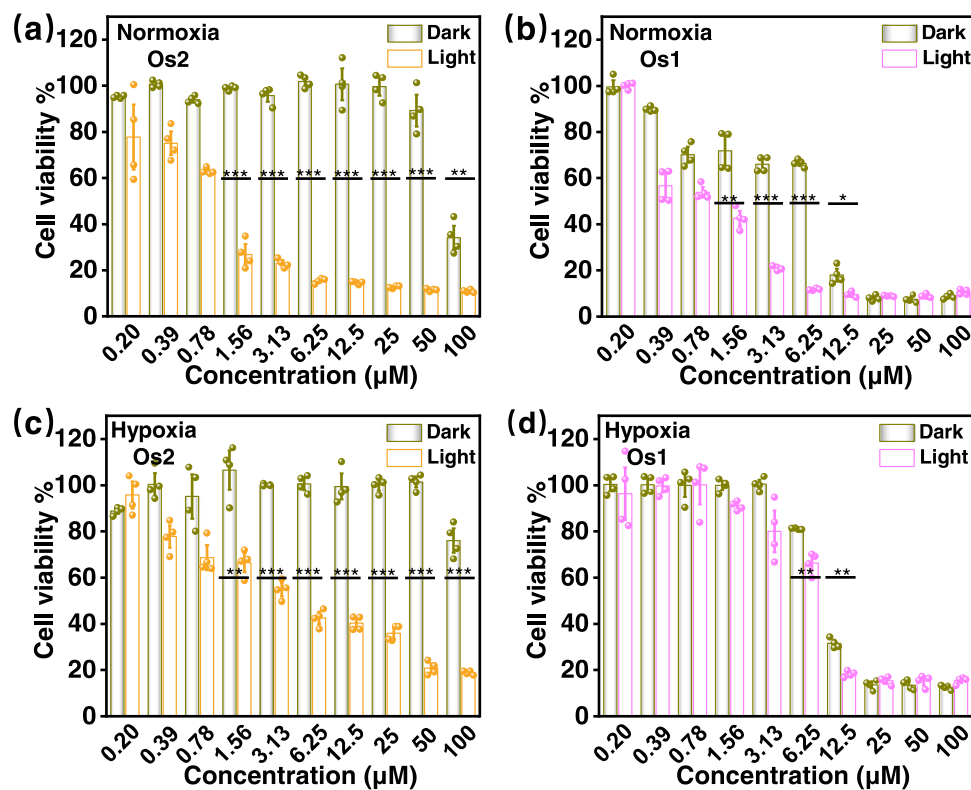 (a)
Normoxia
Os2
Dark
Light
Cell viability %
120
100
80
60
40
20
0
*** *** *** *** *** *** **
0.20 0.39 0.78 1.56 3.13 6.25 12.5 25 50 100
Concentration (μM)
(b)
Normoxia
Os1
Dark
Light
Cell viability %
120
100
80
60
40
20
0
** *** *** *
0.20 0.39 0.78 1.56 3.13 6.25 12.5 25 50 100
Concentration (μM)
(c)
Hypoxia
Os2
Dark
Light
Cell viability %
120
100
80
60
40
20
0
** *** *** *** *** *** ***
0.20 0.39 0.78 1.56 3.13 6.25 12.5 25 50 100
Concentration (μM)
(d)
Hypoxia
Os1
Dark
Light
Cell viability %
120
100
80
60
40
20
0
** **
0.20 0.39 0.78 1.56 3.13 6.25 12.5 25 50 100
Concentration (μM)